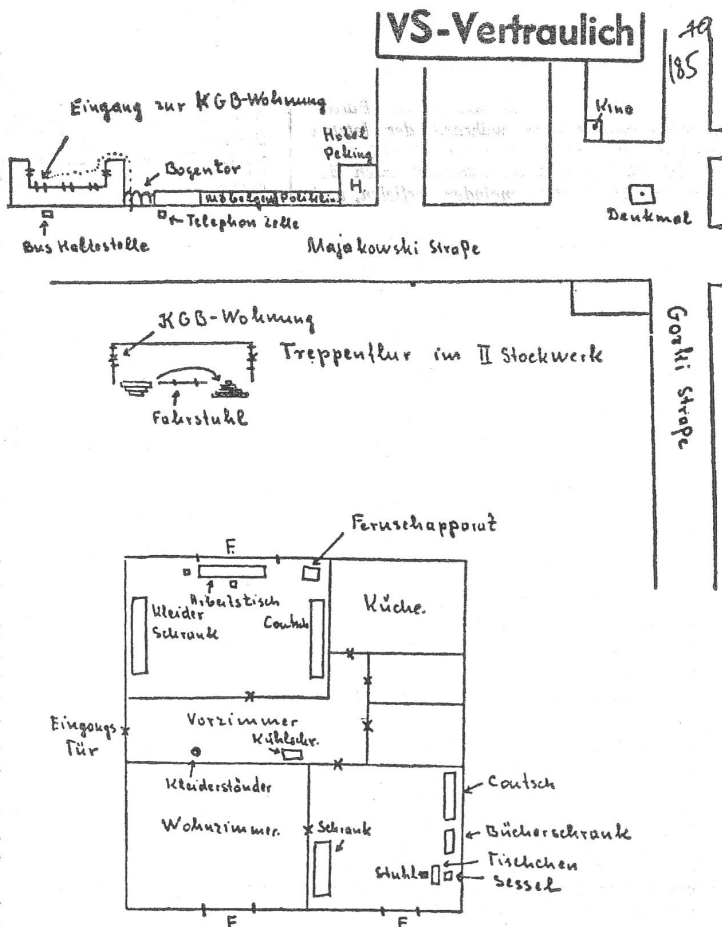 VS-Vertraulich
185
Eingang zur KGB-Wohnung
Kino
Hotel
Peking
Bogentor
H.
Möbelgen
Poliklin
Denkmal
Bus Haltestelle
Telephon Zelle
Majakowski Straße
Gorki Straße
KGB-Wohnung
Treppenflur im II Stockwerk
Fahrstuhl
Fernsehapparat
F.
Arbeitstisch
Kleider
Schrank
Coutsch
Küche.
Eingangs
Tür
Vorzimmer
Kühlschr.
Kleiderständer
Wohnzimmer.
Schrank
Coutsch
Bücherschrank
Tischchen
Stuhl
Sessel
F
F